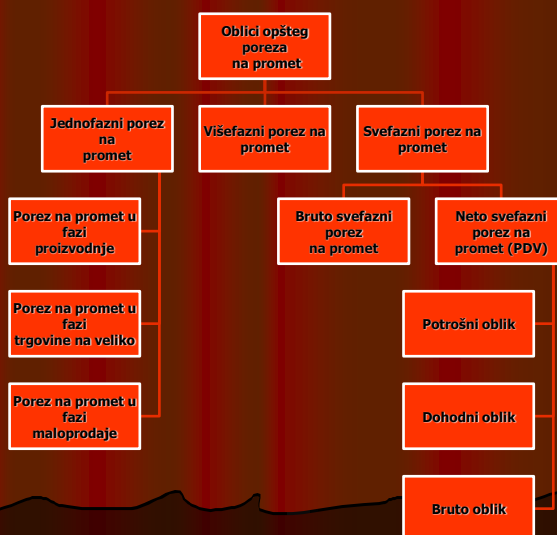 Oblici opšteg
poreza
na promet
Jednofazni porez
na
promet
Višefazni porez na
promet
Svefazni porez na
promet
Porez na promet u
fazi
proizvodnje
Bruto svefazni
porez
na promet
Neto svefazni
porez na
promet (PDV)
Porez na promet u
fazi
trgovine na veliko
Potrošni oblik
Porez na promet u
fazi
maloprodaje
Dohodni oblik
Bruto oblik